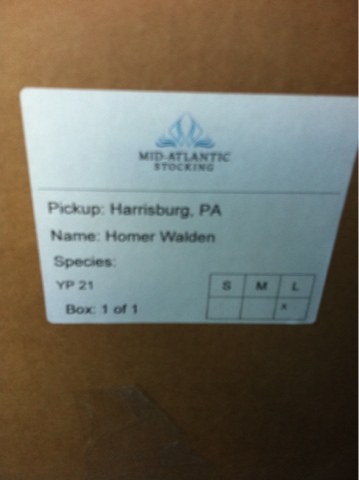 MID-ATLANTIC
STOCKING
Pickup: Harrisburg, PA
Name: Homer Walden
Species:
YP 21
S M L
x
Box: 1 of 1